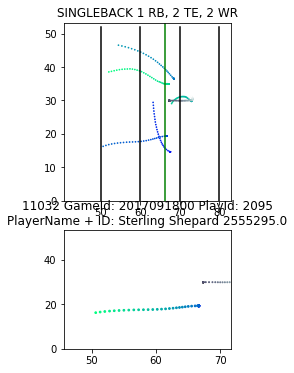 SINGLEBACK 1 RB, 2 TE, 2 WR
50
40
30
20
10
0
50 60 70 80
11032 GameId: 2017091800 PlayId: 2095
PlayerName + ID: Sterling Shepard 2555295.0
40
20
0
50 60 70